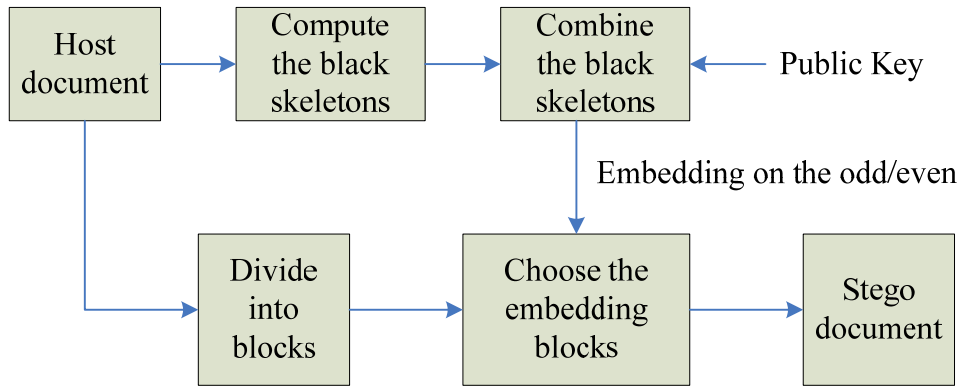 Host
document
Compute
the black
skeletons
Combine
the black
skeletons
Public Key
Embedding on the odd/even
Divide
into
blocks
Choose the
embedding
blocks
Stego
document